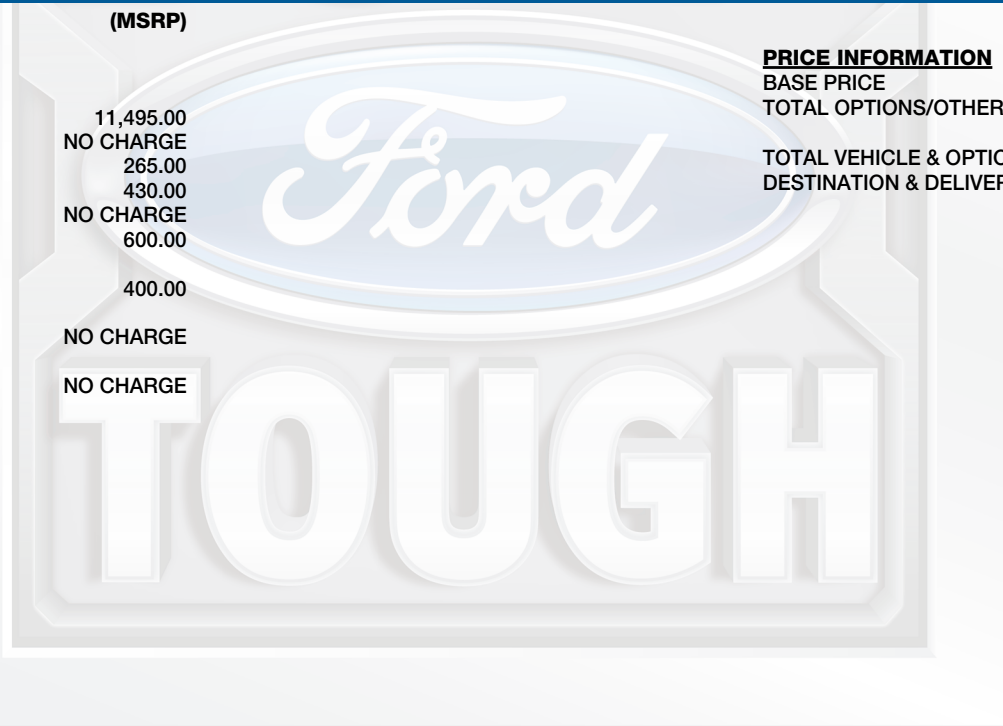 (MSRP)
11,495.00
NO CHARGE
265.00
430.00
NO CHARGE
600.00
400.00
NO CHARGE
NO CHARGE
PRICE INFORMATION
BASE PRICE
TOTAL OPTIONS/OTHER
TOTAL VEHICLE & OPTIO
DESTINATION & DELIVER
Ford
TOUGH